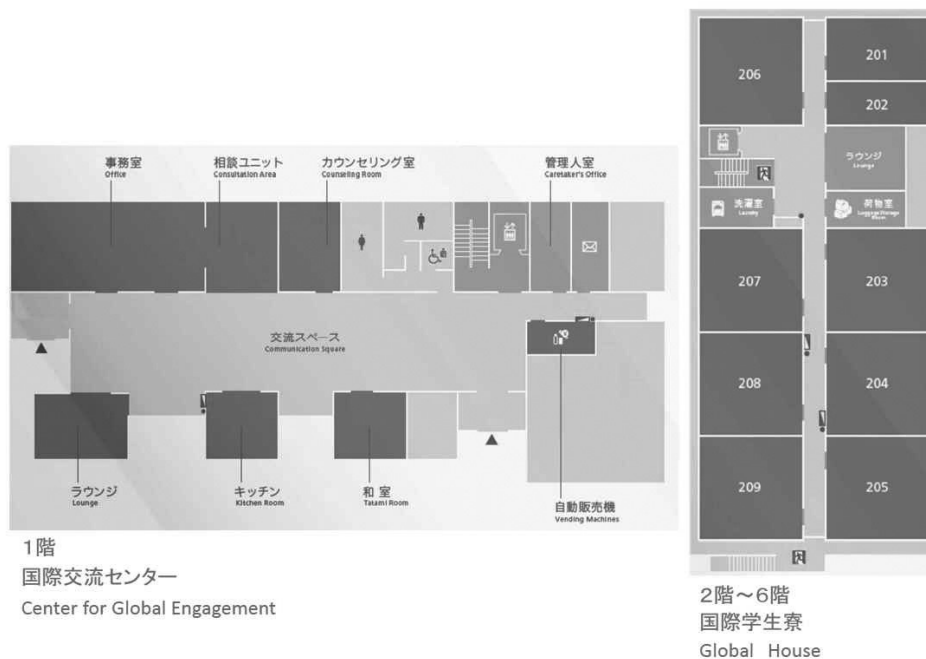 事務室
Office
相談ユニット
Consultation Area
カウンセリング室
Counseling Room
管理人室
Caretaker's Office
交流スペース
Communication Square
ラウンジ
Lounge
キッチン
Kitchen Room
和室
Tatami Room
自動販売機
Vending Machines
1階
国際交流センター
Center for Global Engagement
206
201
202
ラウンジ
Lounge
洗濯室
Laundry
荷物室
Luggage Storage
Room
207
203
208
204
209
205
2階～6階
国際学生寮
Global House